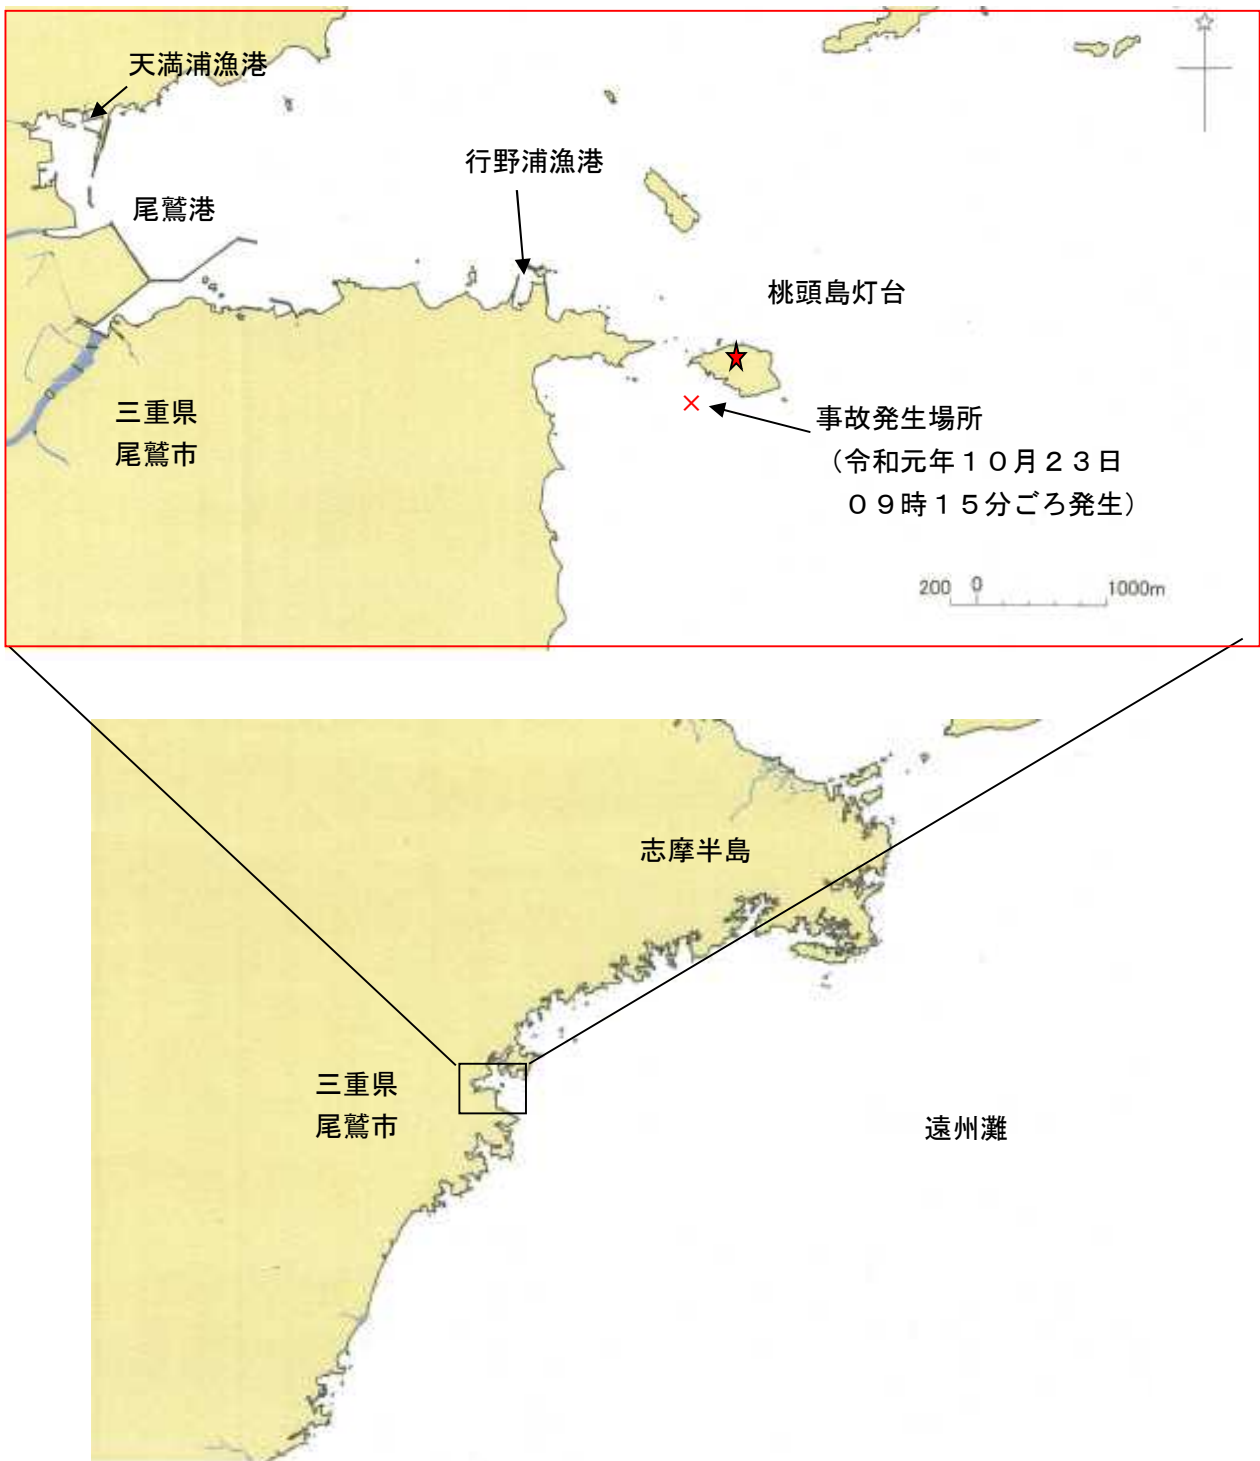 天満浦漁港
行野浦漁港
尾鷲港
桃頭島灯台
三重県
尾鷲市
事故発生場所
（令和元年１０月２３日
０９時１５分ごろ発生）
200 0 1000m
志摩半島
三重県
尾鷲市
遠州灘